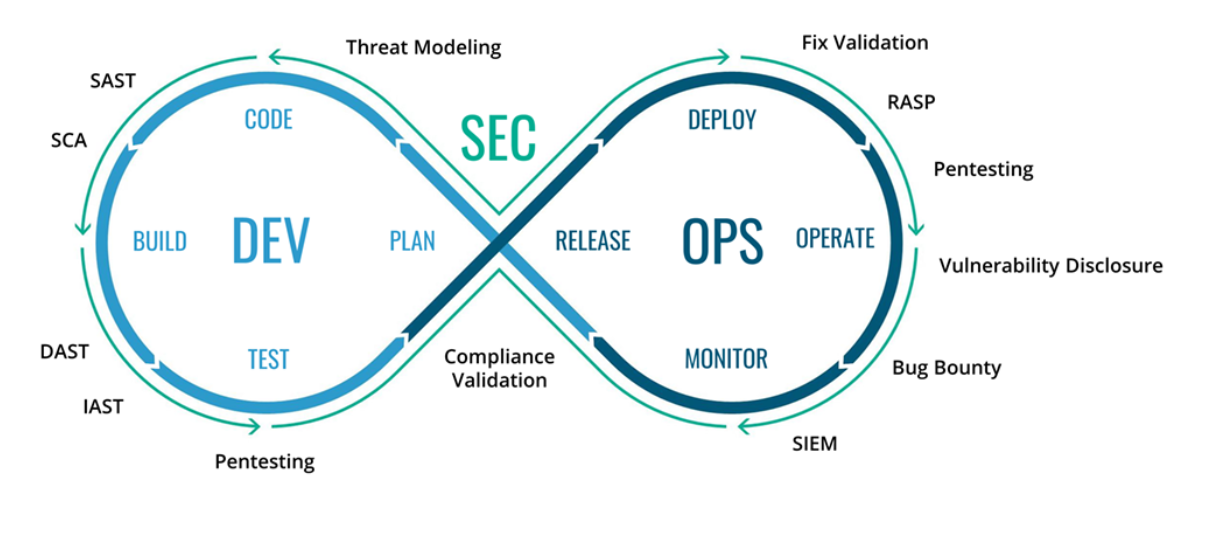 Threat Modeling
Fix Validation
SAST
RASP
CODE
SEC
DEPLOY
SCA
Pentesting
BUILD
DEV
PLAN
RELEASE
OPS
OPERATE
Vulnerability Disclosure
DAST
TEST
Compliance
Validation
MONITOR
Bug Bounty
IAST
SIEM
Pentesting